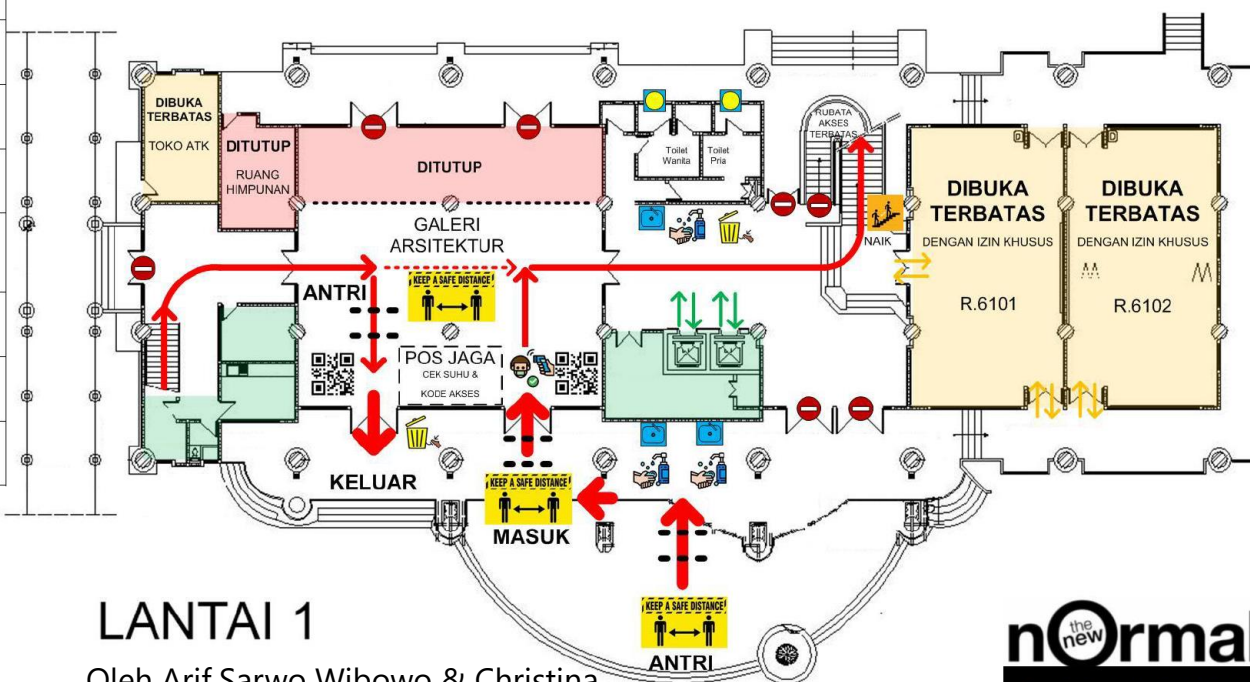 DIBUKA
TERBATAS
TOKO ATK
DITUTUP
RUANG
HIMPUNAN
DITUTUP
GALERI
ARSITEKTUR
Toilet
Wanita
Toilet
Pria
RUBATA
AKSES
TERBATAS
NAIK
DIBUKA
TERBATAS
DENGAN IZIN KHUSUS
R.6101
DIBUKA
TERBATAS
DENGAN IZIN KHUSUS
R.6102
ANTRI
KEEP A SAFE DISTANCE!
POS JAGA
CEK SUHU &
KODE AKSES
KELUAR
KEEP A SAFE DISTANCE!
MASUK
KEEP A SAFE DISTANCE!
ANTRI
LANTAI 1
Oleh Arif Sarwo Wibowo & Christina
the new normal